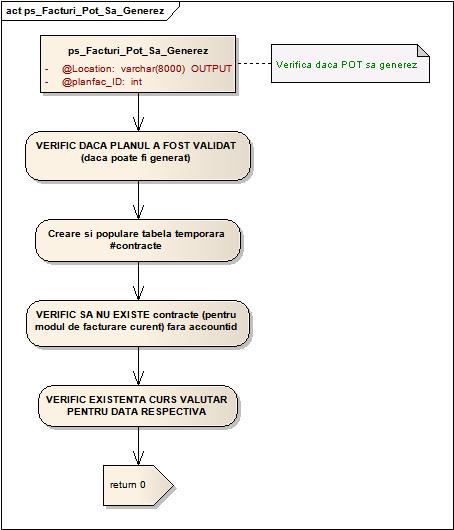 act ps_Facturi_Pot_Sa_Generez
ps_Facturi_Pot_Sa_Generez
- @Location: varchar(8000) OUTPUT
- @planfac_ID: int
Verifica daca POT sa generez
VERIFIC DACA PLANUL A FOST VALIDAT
(daca poate fi generat)
Creare si populare tabela temporara
#contracte
VERIFIC SA NU EXISTE contracte (pentru
modul de facturare curent) fara accountid
VERIFIC EXISTENTA CURS VALUTAR
PENTRU DATA RESPECTIVA
return 0